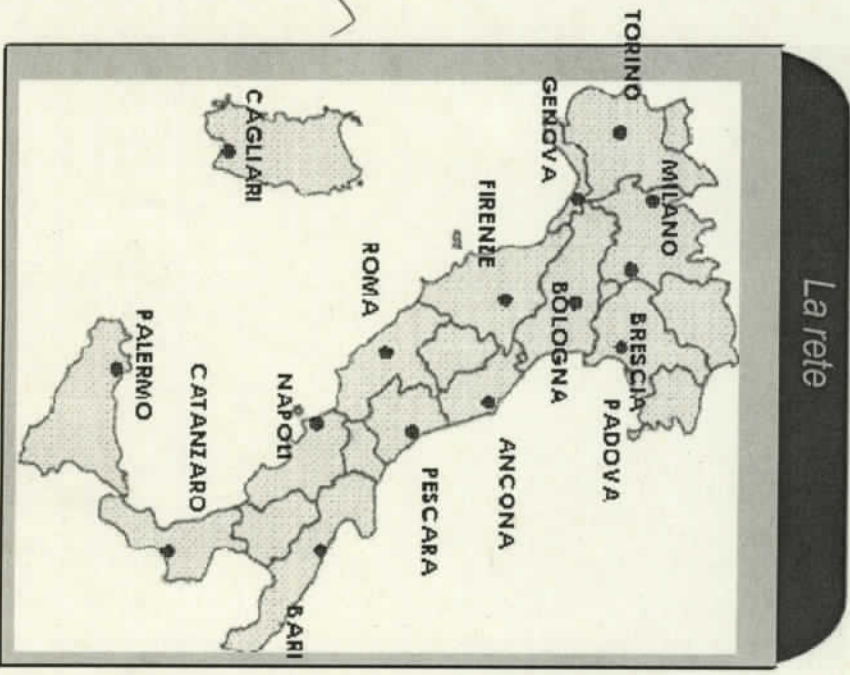 La rete
TORINO
MILANO
BRESCIA
PADOVA
GENOVA
BOLOGNA
FIRENZE
ANCONA
ROMA
PESCARA
CAGLIARI
NAPOLI
BARI
CATANZARO
PALERMO